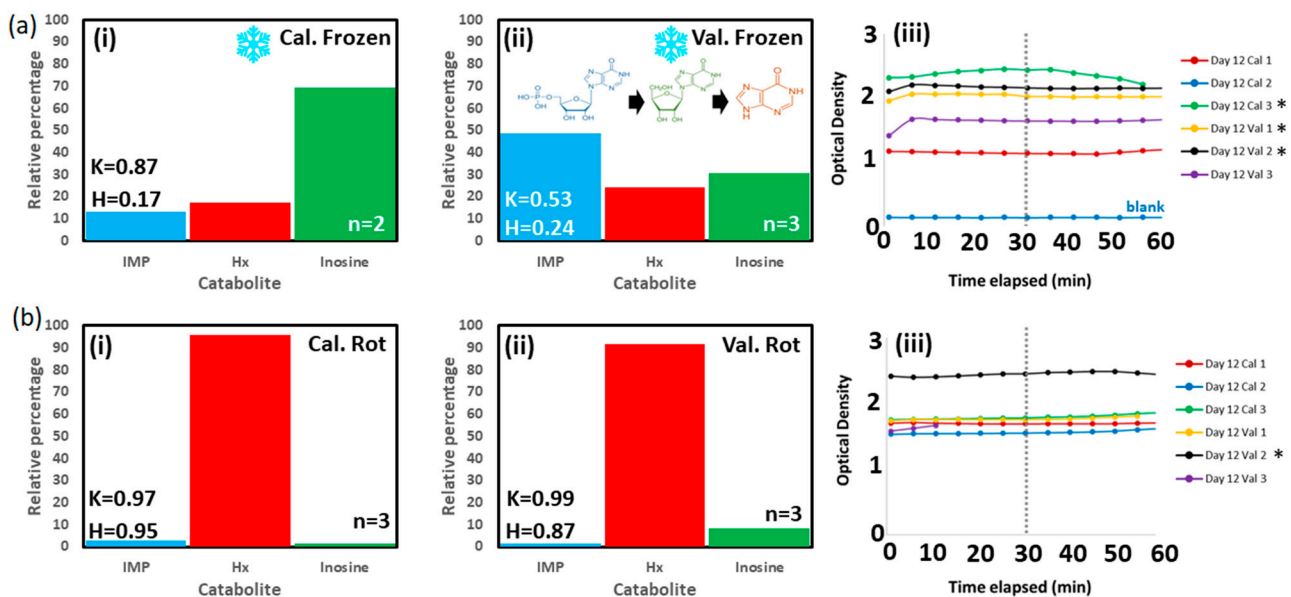 (a)
(i)
Cal. Frozen
100
90
80
70
60
50
40
30
20
10
0
Relative percentage
K=0.87
H=0.17
n=2
IMP
Hx
Inosine
Catabolite
(ii)
Val. Frozen
100
90
80
70
60
50
40
30
20
10
0
Relative percentage
K=0.53
H=0.24
n=3
IMP
Hx
Inosine
Catabolite
(iii)
3
2
1
0
Optical Density
blank
0
10
20
30
40
50
60
Time elapsed (min)
Day 12 Cal 1
Day 12 Cal 2
Day 12 Cal 3 *
Day 12 Val 1 *
Day 12 Val 2 *
Day 12 Val 3
(b)
(i)
Cal. Rot
100
90
80
70
60
50
40
30
20
10
0
Relative percentage
K=0.97
H=0.95
n=3
IMP
Hx
Inosine
Catabolite
(ii)
Val. Rot
100
90
80
70
60
50
40
30
20
10
0
Relative percentage
K=0.99
H=0.87
n=3
IMP
Hx
Inosine
Catabolite
(iii)
3
2
1
0
Optical Density
0
10
20
30
40
50
60
Time elapsed (min)
Day 12 Cal 1
Day 12 Cal 2
Day 12 Cal 3
Day 12 Val 1
Day 12 Val 2 *
Day 12 Val 3